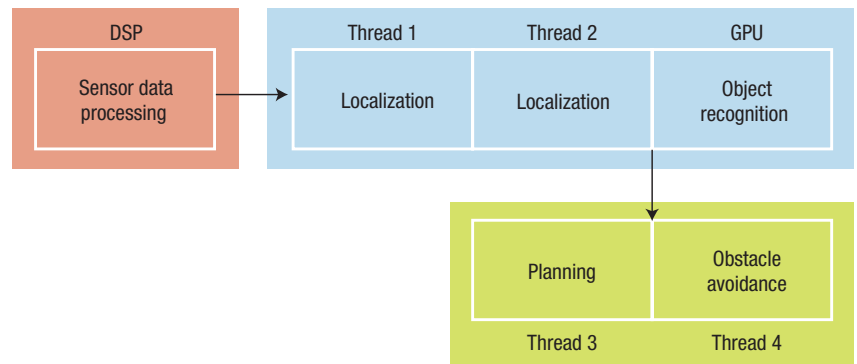 DSP
Thread 1
Thread 2
GPU
Sensor data
processing
Localization
Localization
Object
recognition
Planning
Obstacle
avoidance
Thread 3
Thread 4